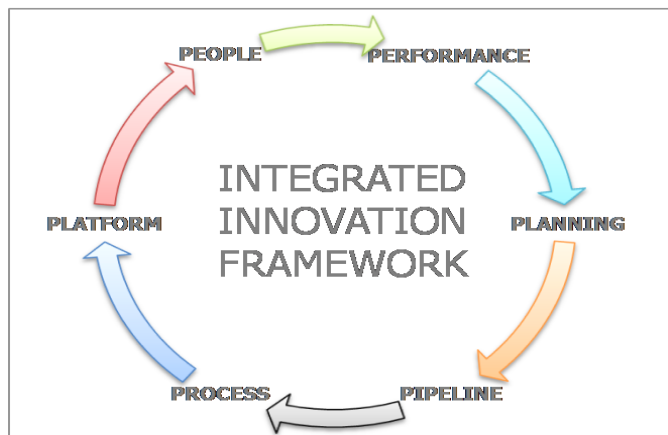 PEOPLE
PERFORMANCE
INTEGRATED
INNOVATION
FRAMEWORK
PLATFORM
PLANNING
PROCESS
PIPELINE